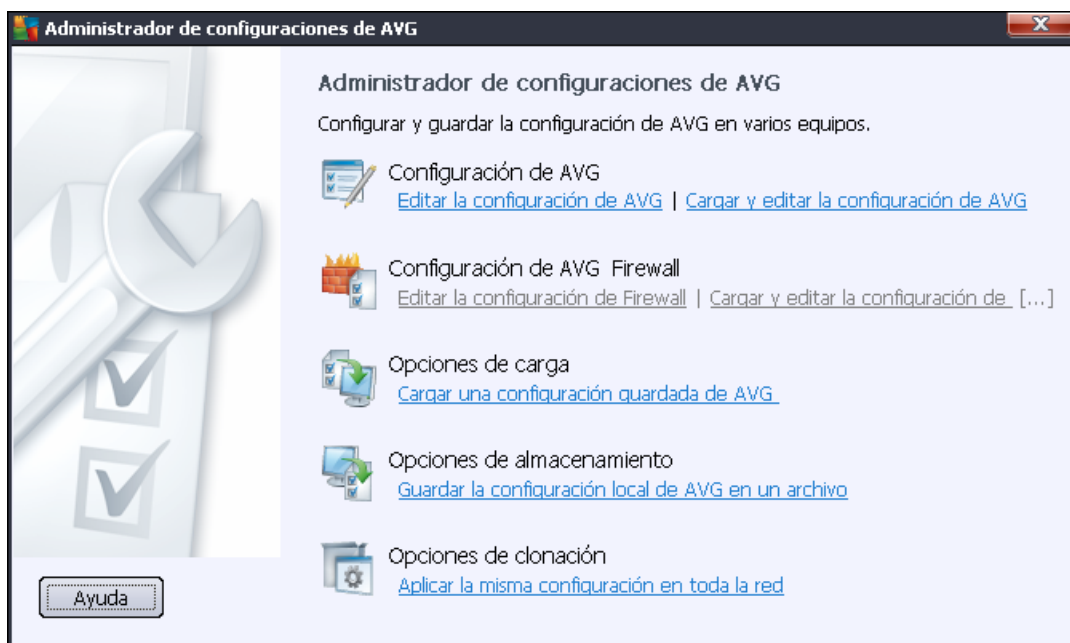 Administrador de configuraciones de AVG
X
Administrador de configuraciones de AVG
Configurar y guardar la configuración de AVG en varios equipos.
Configuración de AVG
Editar la configuración de AVG | Cargar y editar la configuración de AVG
Configuración de AVG Firewall
Editar la configuración de Firewall | Cargar y editar la configuración de [...]
Opciones de carga
Cargar una configuración guardada de AVG
Opciones de almacenamiento
Guardar la configuración local de AVG en un archivo
Opciones de clonación
Aplicar la misma configuración en toda la red
Ayuda